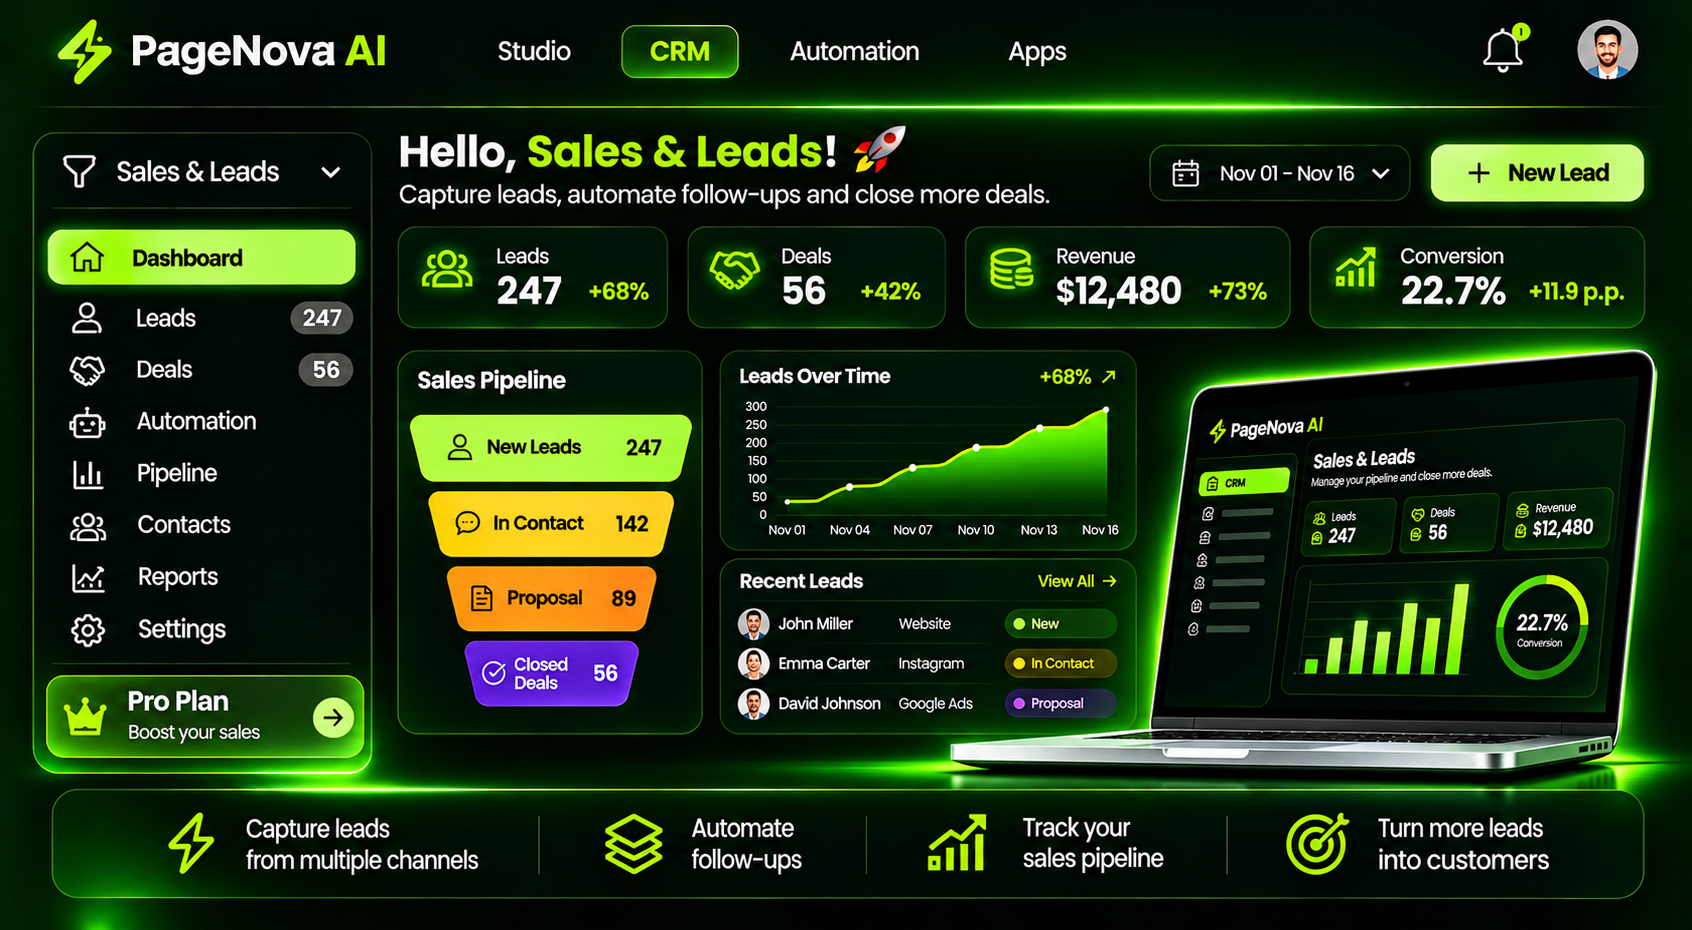 PageNova AI
Studio
CRM
Automation
Apps
1
Sales & Leads
Dashboard
Leads 247
Deals 56
Automation
Pipeline
Contacts
Reports
Settings
Pro Plan
Boost your sales
Hello, Sales & Leads! 🚀
Capture leads, automate follow-ups and close more deals.
Nov 01 - Nov 16
+ New Lead
Leads
247 +68%
Deals
56 +42%
Revenue
$12,480 +73%
Conversion
22.7% +11.9 p.p.
Sales Pipeline
New Leads 247
In Contact 142
Proposal 89
Closed
Deals
56
Leads Over Time +68% ↗
300
250
200
150
100
50
0
Nov 01 Nov 04 Nov 07 Nov 10 Nov 13 Nov 16
Recent Leads View All →
John Miller Website New
Emma Carter Instagram In Contact
David Johnson Google Ads Proposal
PageNova AI
CRM
Sales & Leads
Manage your pipeline and close more deals.
Leads
247
Deals
56
Revenue
$12,480
22.7%
Conversion
Capture leads
from multiple channels
Automate
follow-ups
Track your
sales pipeline
Turn more leads
into customers